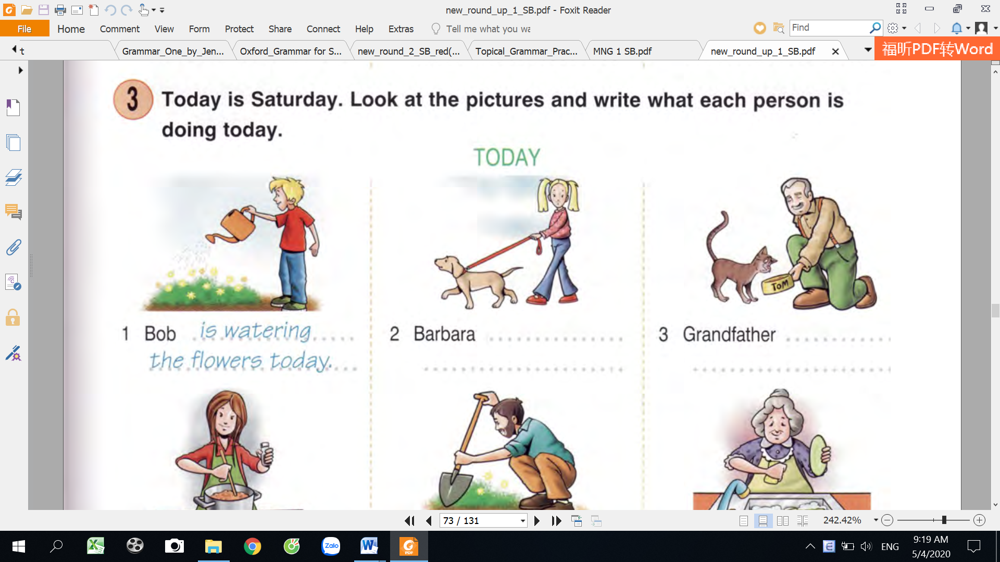 new_round_up_1_SB.pdf - Foxit Reader
File Home Comment View Form Protect Share Connect Help Extras Tell me what you wa Find
t Grammar_One_by_Jen... Oxford_Grammar for S... new_round_2_SB_red(... Topical_Grammar_Prac... MNG 1 SB.pdf new_round_up_1_SB.pdf 福昕PDF转Word
3 Today is Saturday. Look at the pictures and write what each person is
doing today.
TODAY
TOM
1 Bob is watering
the flowers today.
2 Barbara
3 Grandfather
73 / 131 242.42%
Zalo
PDF
ENG
9:19 AM
5/4/2020